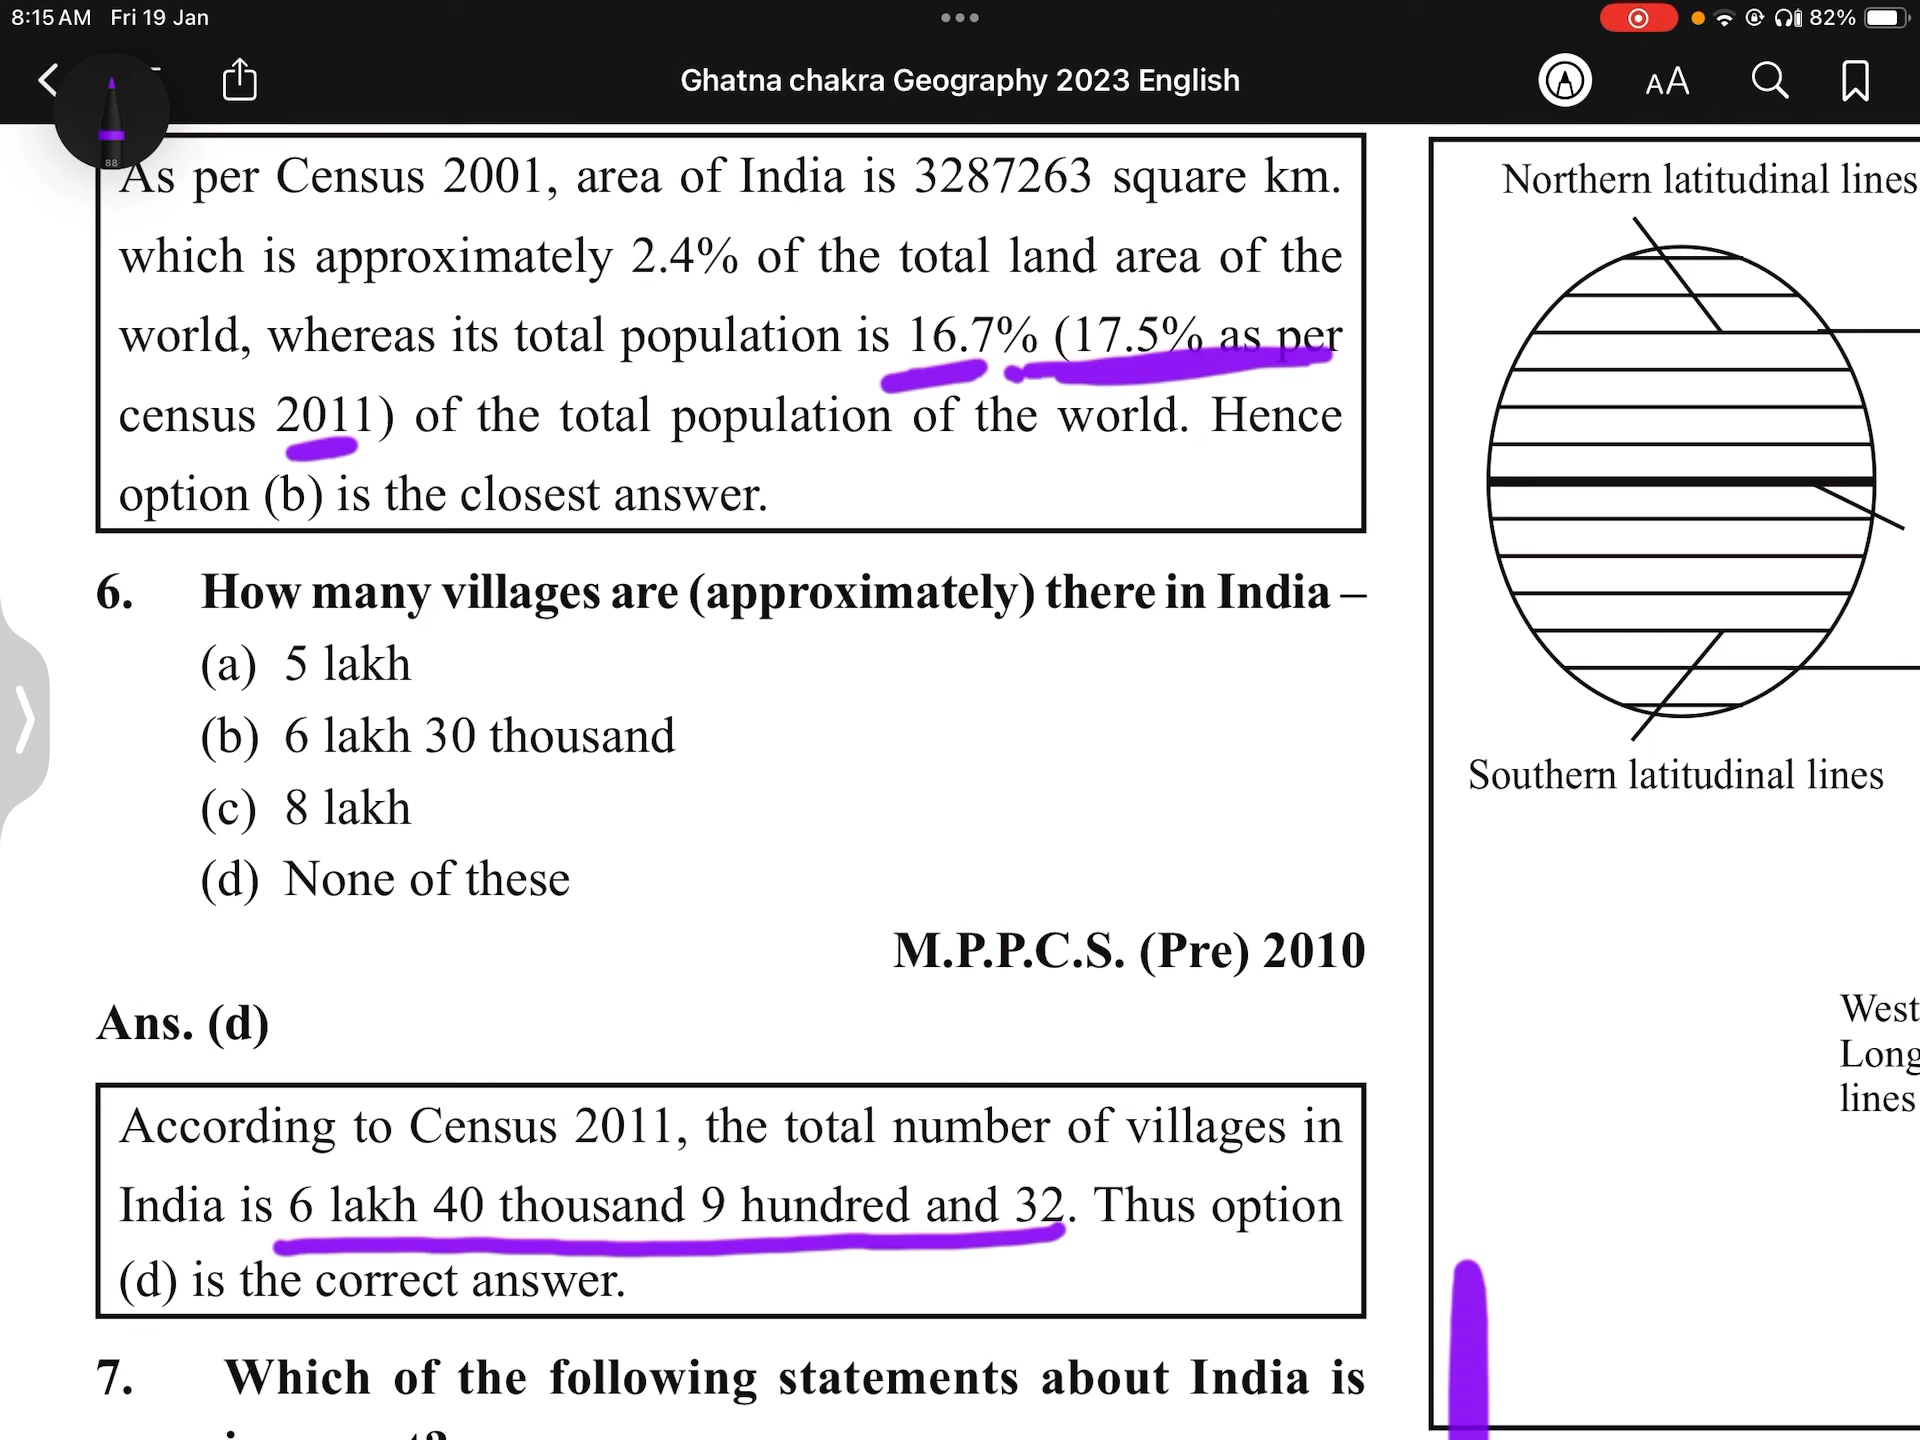 8:15 AM Fri 19 Jan
82%
Ghatna chakra Geography 2023 English
AA
88
As per Census 2001, area of India is 3287263 square km.
which is approximately 2.4% of the total land area of the
world, whereas its total population is 16.7% (17.5% as per
census 2011) of the total population of the world. Hence
option (b) is the closest answer.
6. How many villages are (approximately) there in India –
(a) 5 lakh
(b) 6 lakh 30 thousand
(c) 8 lakh
(d) None of these
M.P.P.C.S. (Pre) 2010
Ans. (d)
According to Census 2011, the total number of villages in
India is 6 lakh 40 thousand 9 hundred and 32. Thus option
(d) is the correct answer.
7. Which of the following statements about India is
Northern latitudinal lines
Southern latitudinal lines
West
Long
lines